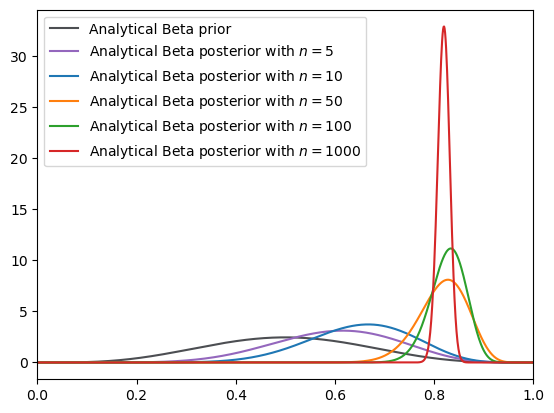 Analytical Beta prior
Analytical Beta posterior with n = 5
Analytical Beta posterior with n = 10
Analytical Beta posterior with n = 50
Analytical Beta posterior with n = 100
Analytical Beta posterior with n = 1000
30
25
20
15
10
5
0
0.0 0.2 0.4 0.6 0.8 1.0